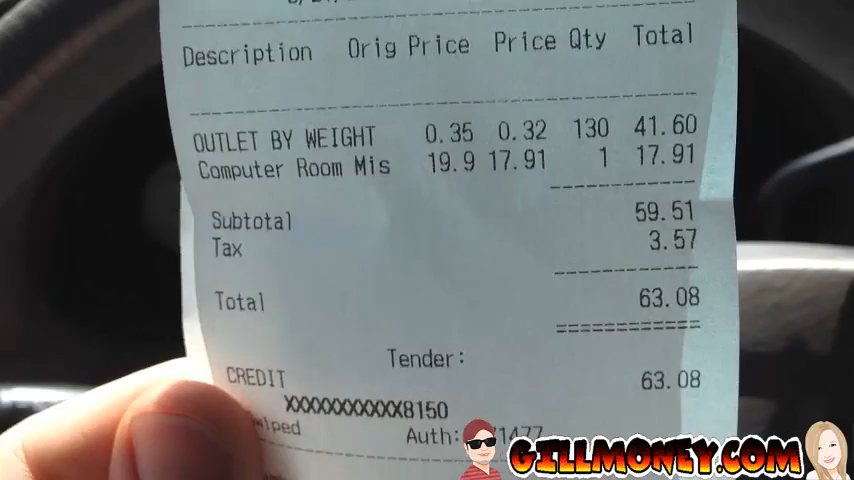 Description Orig Price Price Qty Total
OUTLET BY WEIGHT 0.35 0.32 130 41.60
Computer Room Mis 19.9 17.91 1 17.91
Subtotal 59.51
Tax 3.57
Total 63.08
Tender:
CREDIT 63.08
XXXXXXXXXXX8150
Auth:
GILLMONEY.COM